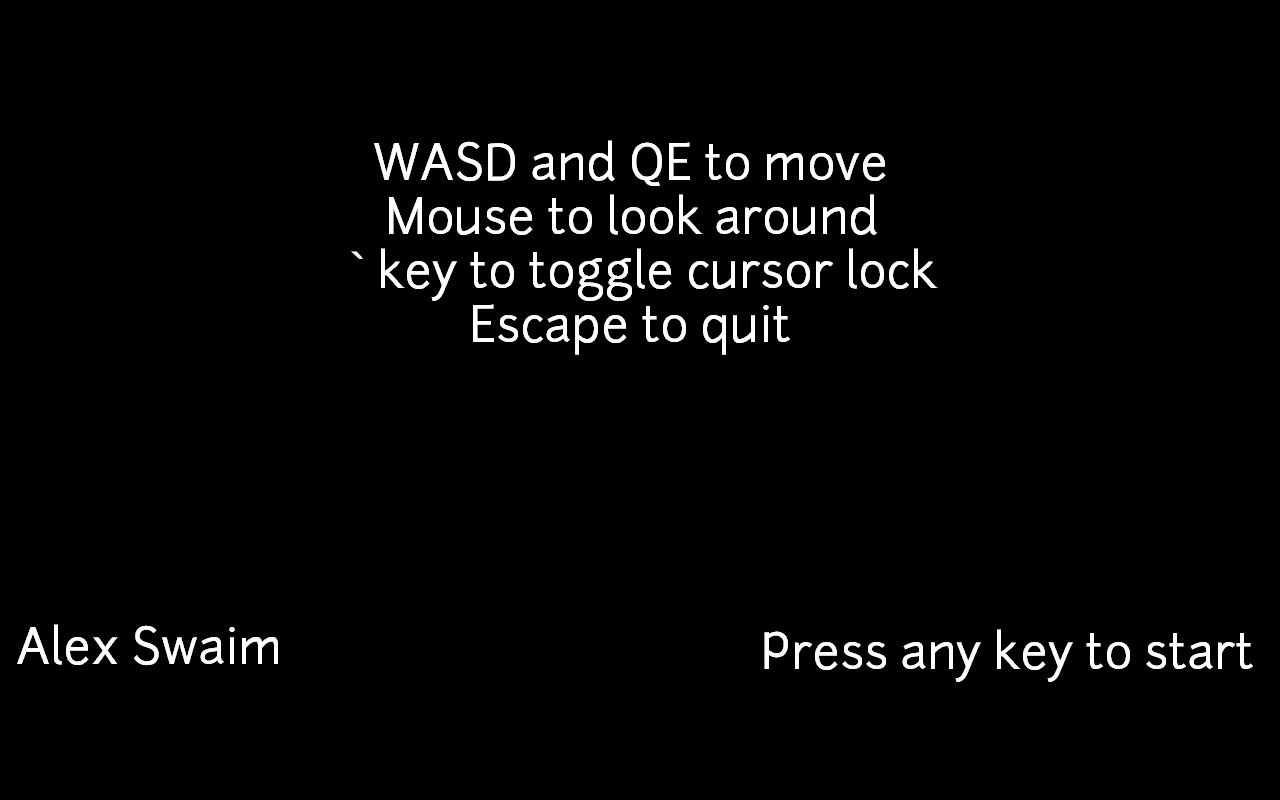 WASD and QE to move
Mouse to look around
` key to toggle cursor lock
Escape to quit
Alex Swaim
Press any key to start